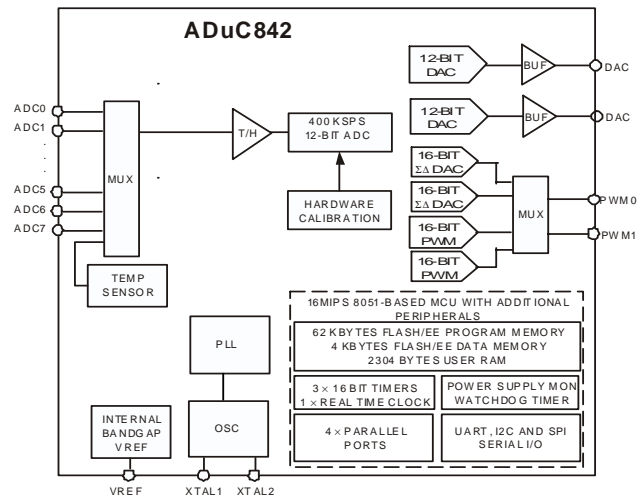 ADuC842
12-BIT
DAC
BUF
DAC
ADC0
ADC1
.
.
.
ADC5
ADC6
ADC7
MUX
T/H
400 KSPS
12-BIT ADC
12-BIT
DAC
BUF
DAC
HARDWARE
CALIBRATION
16-BIT
ΣΔ DAC
16-BIT
ΣΔ DAC
16-BIT
PWM
16-BIT
PWM
MUX
PWM0
PWM1
TEMP
SENSOR
16MIPS 8051-BASED MCU WITH ADDITIONAL
PERIPHERALS
62 KBYTES FLASH/EE PROGRAM MEMORY
4 KBYTES FLASH/EE DATA MEMORY
2304 BYTES USER RAM
3 × 16 BIT TIMERS
1 × REAL TIME CLOCK
POWER SUPPLY MON
WATCHDOG TIMER
4 × PARALLEL
PORTS
UART, I2C AND SPI
SERIAL I/O
PLL
OSC
INTERNAL
BANDGAP
VREF
VREF
XTAL1
XTAL2